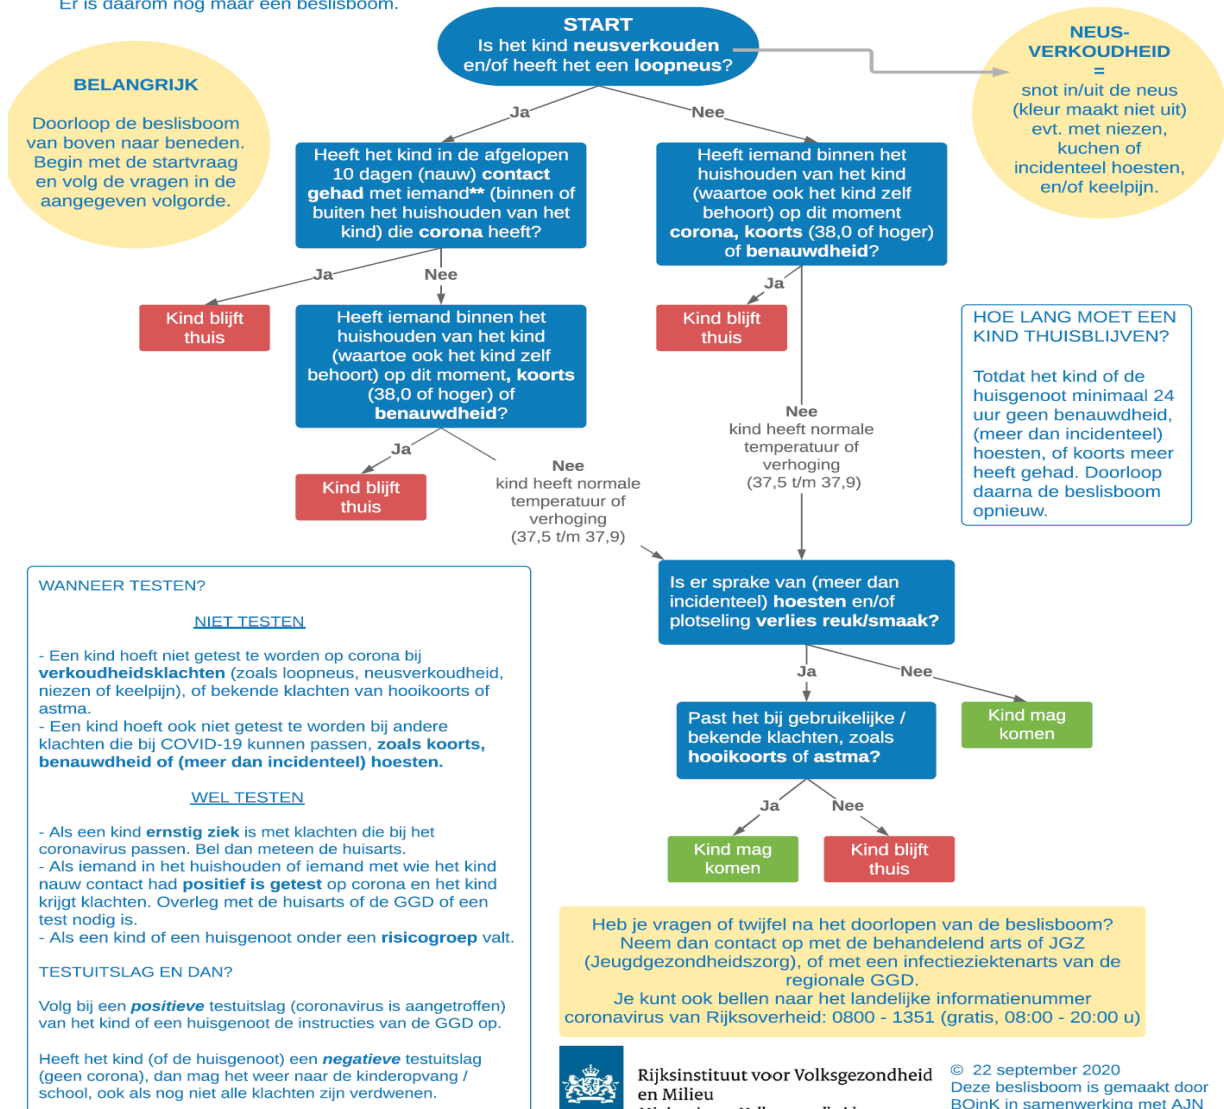 Er is daarom nog maar een beslisboom.
START
Is het kind neusverkouden
en/of heeft het een loopneus?
NEUS-
VERKOUDHEID
=
snot in/uit de neus
(kleur maakt niet uit)
evt. met niezen,
kuchen of
incidenteel hoesten,
en/of keelpijn.
BELANGRIJK
Doorloop de beslisboom
van boven naar beneden.
Begin met de startvraag
en volg de vragen in de
aangegeven volgorde.
Ja
Nee
Heeft het kind in de afgelopen
10 dagen (nauw) contact
gehad met iemand** (binnen of
buiten het huishouden van het
kind) die corona heeft?
Heeft iemand binnen het
huishouden van het kind
(waartoe ook het kind zelf
behoort) op dit moment
corona, koorts (38,0 of hoger)
of benauwdheid?
Ja
Nee
Ja
Kind blijft
thuis
Heeft iemand binnen het
huishouden van het kind
(waartoe ook het kind zelf
behoort) op dit moment, koorts
(38,0 of hoger) of
benauwdheid?
Kind blijft
thuis
HOE LANG MOET EEN
KIND THUISBLIJVEN?
Totdat het kind of de
huisgenoot minimaal 24
uur geen benauwdheid,
(meer dan incidenteel)
hoesten, of koorts meer
heeft gehad. Doorloop
daarna de beslisboom
opnieuw.
Ja
Kind blijft
thuis
Nee
kind heeft normale
temperatuur of
verhoging
(37,5 t/m 37,9)
Nee
kind heeft normale
temperatuur of
verhoging
(37,5 t/m 37,9)
Is er sprake van (meer dan
incidenteel) hoesten en/of
plotseling verlies reuk/smaak?
Ja
Nee
Past het bij gebruikelijke /
bekende klachten, zoals
hooikoorts of astma?
Kind mag
komen
Ja
Nee
Kind mag
komen
Kind blijft
thuis
WANNEER TESTEN?
NIET TESTEN
- Een kind hoeft niet getest te worden op corona bij
verkoudheidsklachten (zoals loopneus, neusverkoudheid,
niezen of keelpijn), of bekende klachten van hooikoorts of
astma.
- Een kind hoeft ook niet getest te worden bij andere
klachten die bij COVID-19 kunnen passen, zoals koorts,
benauwdheid of (meer dan incidenteel) hoesten.
WEL TESTEN
- Als een kind ernstig ziek is met klachten die bij het
coronavirus passen. Bel dan meteen de huisarts.
- Als iemand in het huishouden of iemand met wie het kind
nauw contact had positief is getest op corona en het kind
krijgt klachten. Overleg met de huisarts of de GGD of een
test nodig is.
- Als een kind of een huisgenoot onder een risicogroep valt.
TESTUITSLAG EN DAN?
Volg bij een positieve testuitslag (coronavirus is aangetroffen)
van het kind of een huisgenoot de instructies van de GGD op.
Heeft het kind (of de huisgenoot) een negatieve testuitslag
(geen corona), dan mag het weer naar de kinderopvang /
school, ook als nog niet alle klachten zijn verdwenen.
Heb je vragen of twijfel na het doorlopen van de beslisboom?
Neem dan contact op met de behandelend arts of JGZ
(Jeugdgezondheidszorg), of met een infectieziektenarts van de
regionale GGD.
Je kunt ook bellen naar het landelijke informatienummer
coronavirus van Rijksoverheid: 0800 - 1351 (gratis, 08:00 - 20:00 u)
Rijksinstituut voor Volksgezondheid
en Milieu
© 22 september 2020
Deze beslisboom is gemaakt door
BOinK in samenwerking met AJN